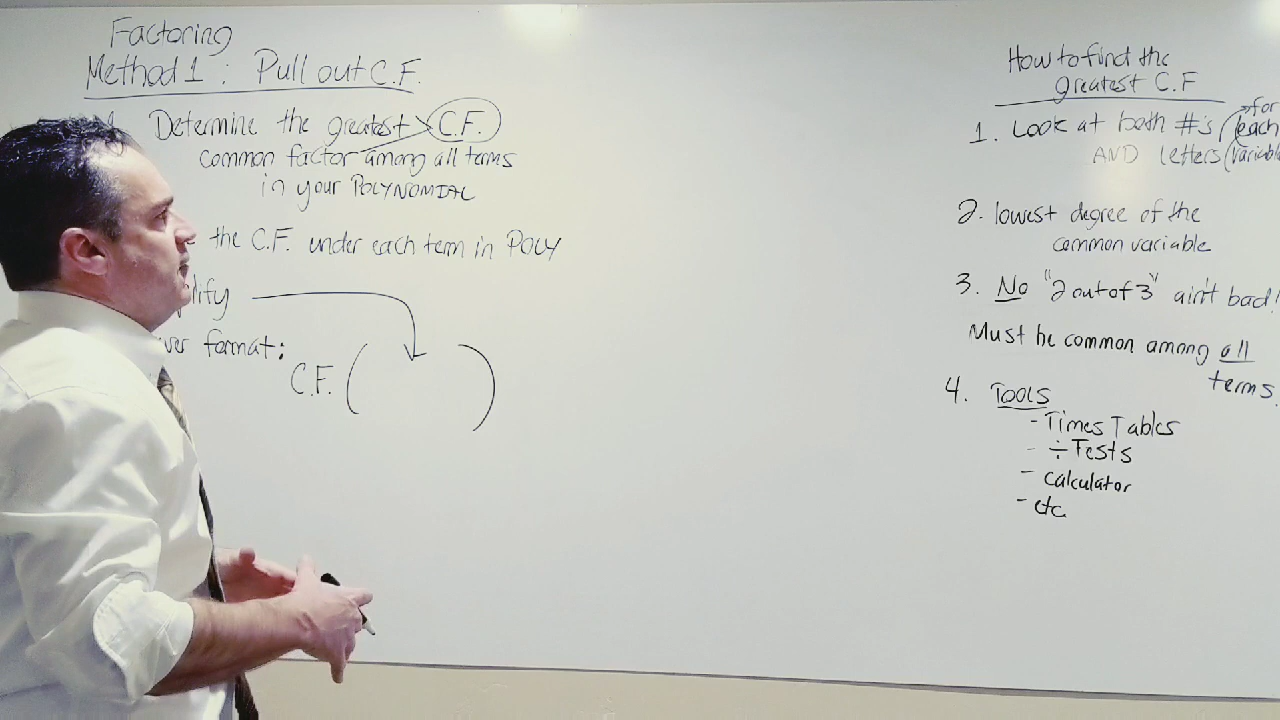 Factoring
Method 1: Pull out C.F.
Determine the greatest C.F.
common factor among all terms
in your POLYNOMIAL
the C.F. under each term in POLY
lify
wer format:
C.F. ( )
How to find the
greatest C.F
1. Look at both #'s (each
for
AND letters (variable
2. lowest degree of the
common variable
3. No "2 out of 3" ain't bad!
Must be common among all
terms.
4. TOOLS
- Times Tables
- ÷ Tests
- calculator
- etc